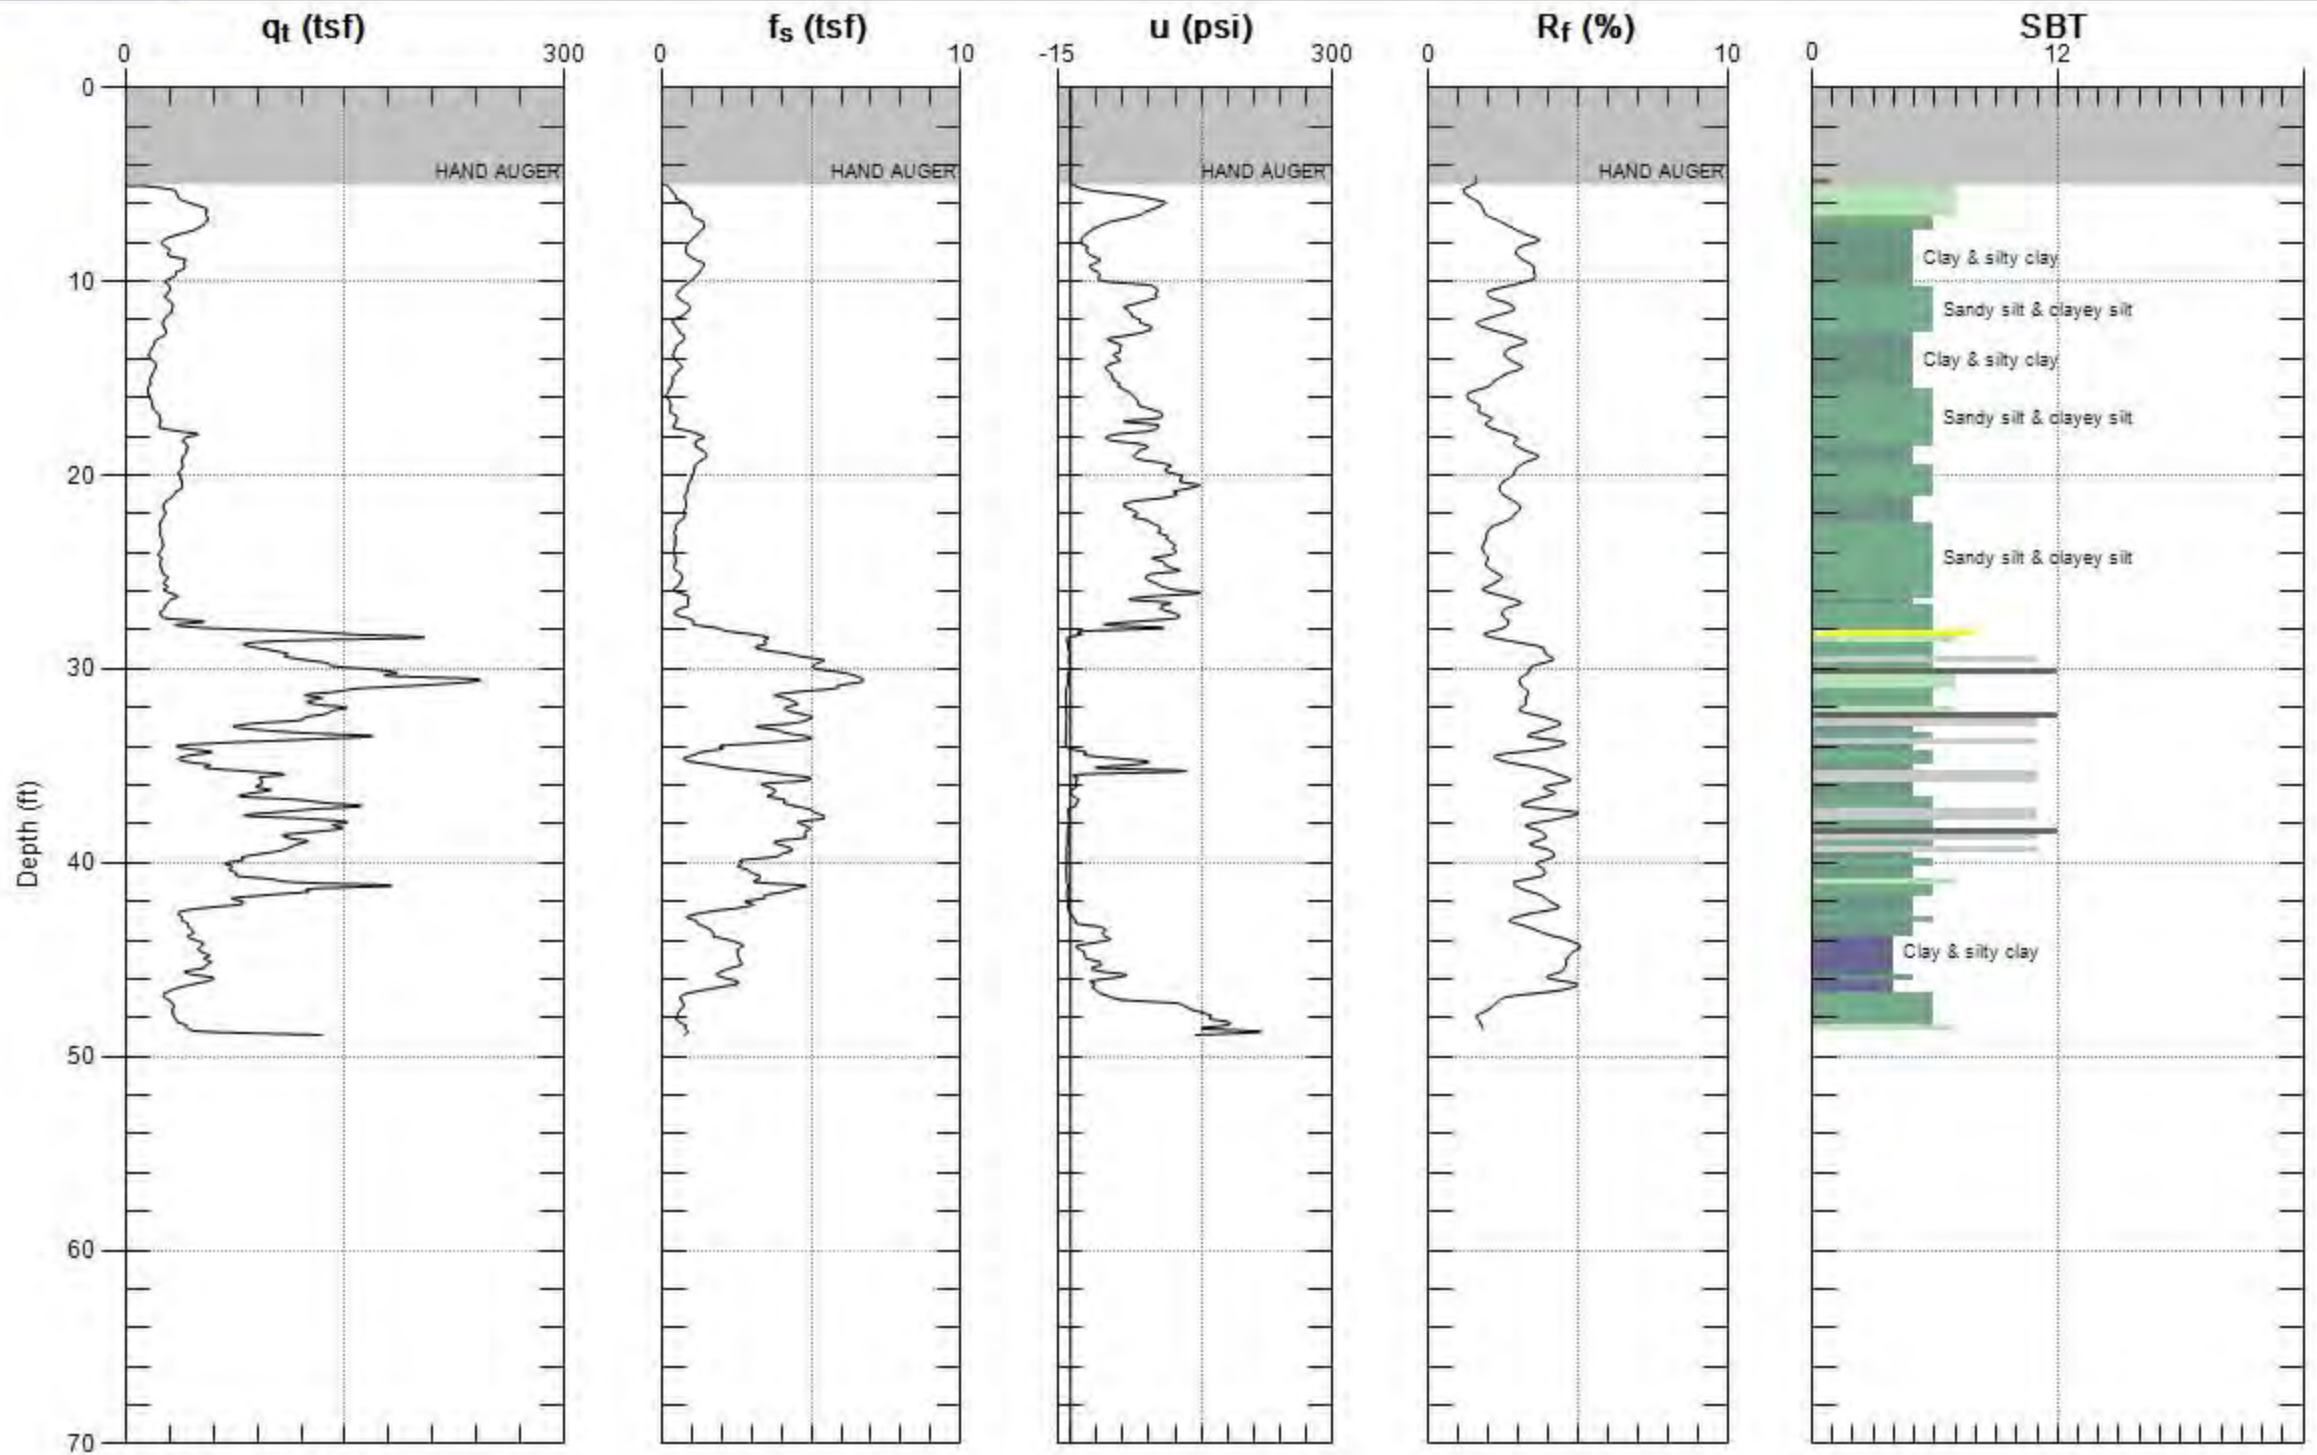 qt (tsf) fs (tsf) u (psi) Rf (%) SBT
0 300 0 10 -15 300 0 10 0 12
0
HAND AUGER HAND AUGER HAND AUGER HAND AUGER
Clay & silty clay
10
Sandy silt & clayey silt
Clay & silty clay
Sandy silt & clayey silt
20
Sandy silt & clayey silt
30
Depth (ft)
40
Clay & silty clay
50
60
70